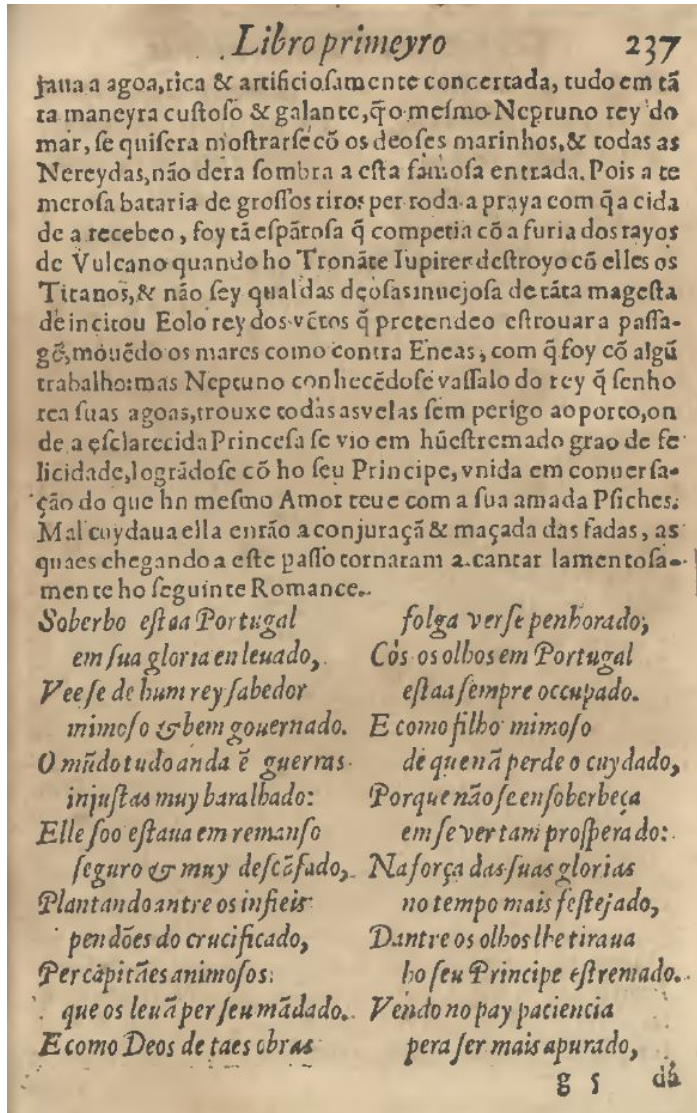 Libro primeyro 237
jaua a agoa, rica & artificiosamente concertada, tudo em tã
ta maneyra custoso & galante, q̃ o mesmo Neptuno rey do
mar, se quisera mostrarse cõ os deoses marinhos, & todas as
Nereydas, não dera sombra a esta famosa entrada. Pois a te
merosa bataria de grossos tiros per toda a praya com q̃ a cida
de a recebeo, foy tã espãtosa q̃ competia cõ a furia dos rayos
de Vulcano quando ho Tronãte Iupiter destroyo cõ elles os
Titanos, & não sey qual das deosas inuejosa de tãta magesta
de incitou Eolo rey dos vẽtos q̃ pretendeo estrouar a passa-
gẽ, mouẽdo os mares como contra Eneas, com q̃ foy cõ algũ
trabalho: mas Neptuno conhecẽdose vassalo do rey q̃ senho
rea suas agoas, trouxe todas as velas sem perigo ao porto, on
de a esclarecida Princesa se vio em hũ estremado grao de fe
licidade, logrãdose cõ ho seu Principe, vnida em conuersa-
ção do que hn mesmo Amor teue com a sua amada Psiches.
Mal cuydaua ella então a conjuraçã & maçada das fadas, as
quaes chegando a este passo tornaram a cantar lamentosa-
mente ho seguinte Romance.
Soberbo estaa Portugal
em sua gloria enleuado,
Veese de hum rey sabedor
mimoso & bem gouernado.
O mũdo tudo anda ẽ guerras
injustas muy baralhado:
Elle soo estaua em remanso
seguro & muy descãsado,
Plantando antre os infieis
pendões do crucificado,
Per capitães animosos:
que os leuã per seu mãdado.
E como Deos de taes obras
folga verse penhorado,
Cõs os olhos em Portugal
estaa sempre occupado.
E como filho mimoso
de quem nã perde o cuydado,
Porque não se ensoberbeça
em se ver tam prosperado:
Na força das suas glorias
no tempo mais festejado,
Dantre os olhos lhe tiraua
ho seu Principe estremado.
Vendo no pay paciencia
pera ser mais apurado,
g 5 dá